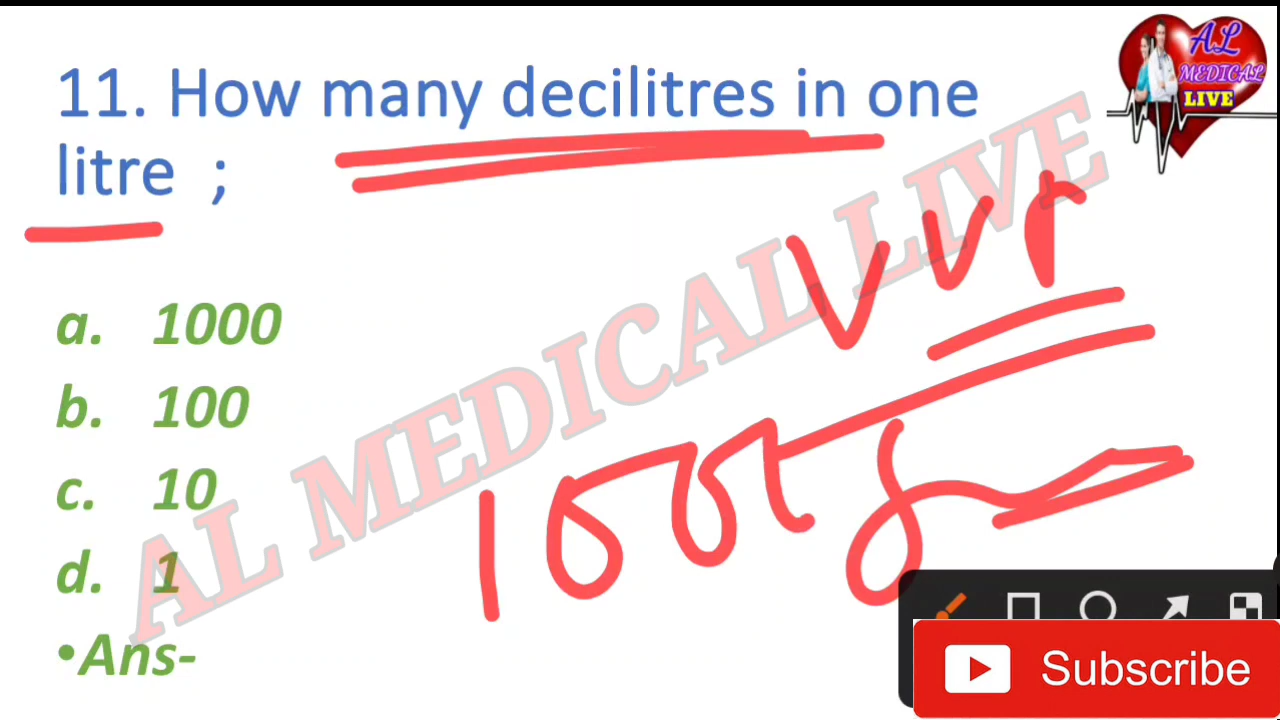 11. How many decilitres in one
litre ;
AL
MEDICAL
LIVE
a. 1000
b. 100
c. 10
d. 1
•Ans-
AL MEDICAL LIVE
Subscribe